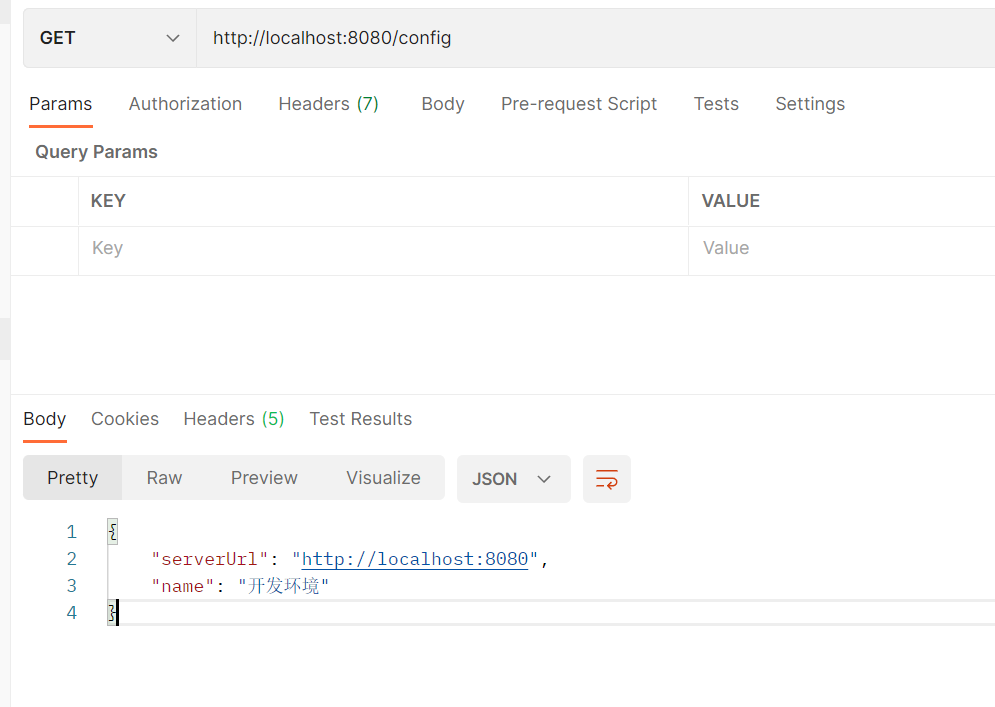 GET http://localhost:8080/config
Params Authorization Headers (7) Body Pre-request Script Tests Settings
Query Params
KEY VALUE
Key Value
Body Cookies Headers (5) Test Results
Pretty Raw Preview Visualize JSON
1 {
2 "serverUrl": "http://localhost:8080",
3 "name": "开发环境"
4 }